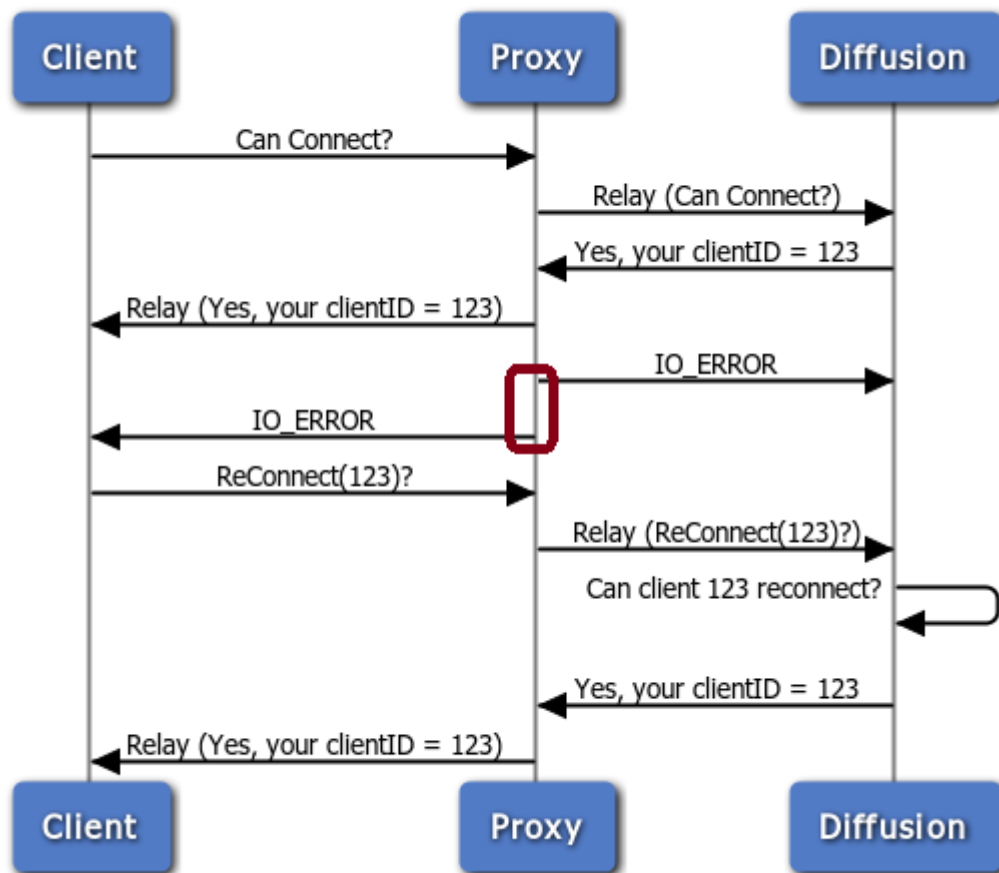 Client
Proxy
Diffusion
Can Connect?
Relay (Can Connect?)
Yes, your clientID = 123
Relay (Yes, your clientID = 123)
IO_ERROR
IO_ERROR
ReConnect(123)?
Relay (ReConnect(123)?)
Can client 123 reconnect?
Yes, your clientID = 123
Relay (Yes, your clientID = 123)
Client
Proxy
Diffusion